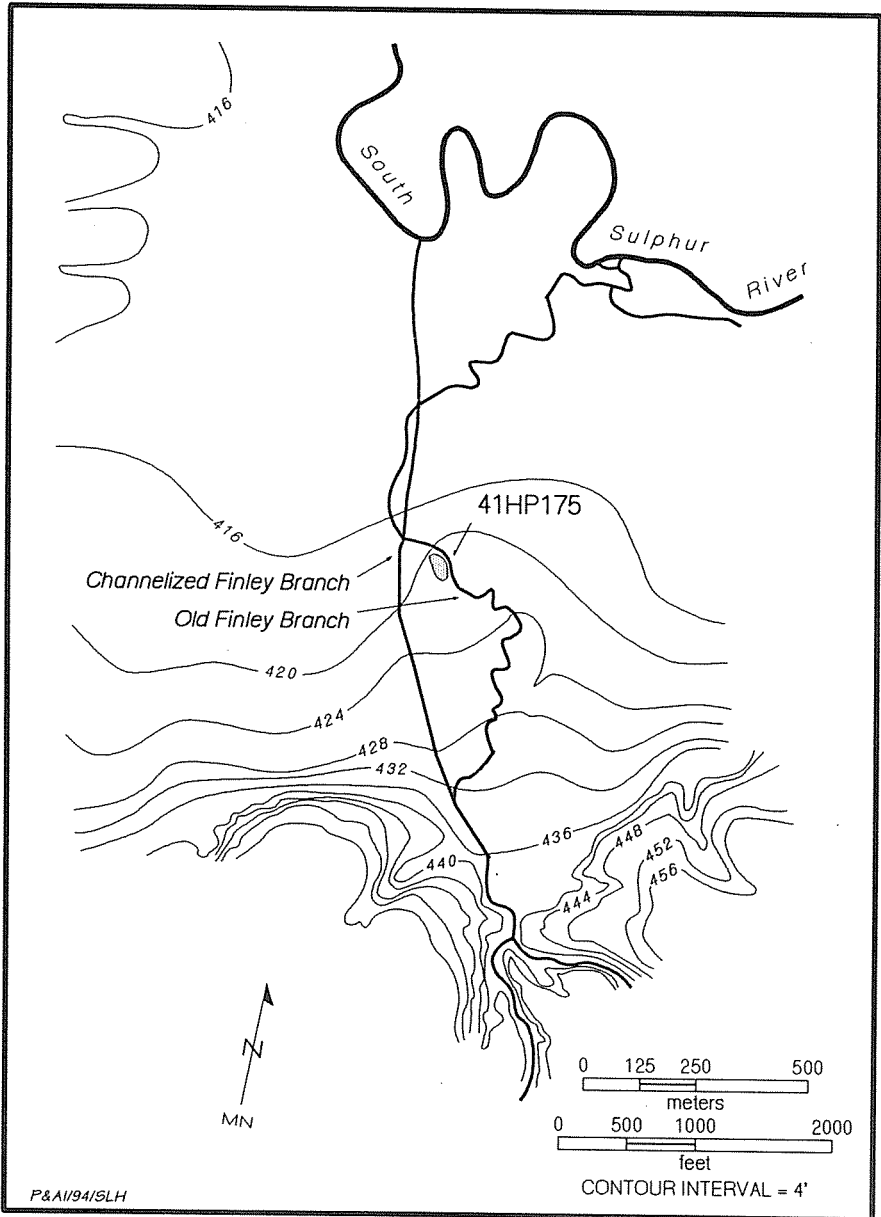 416
South
Sulphur
River
41HP175
416
Channelized Finley Branch
Old Finley Branch
420
424
428
432
436
448
452
440
456
444
N
MN
0 125 250 500
meters
0 500 1000 2000
feet
CONTOUR INTERVAL = 4'
P&AI/94/SLH